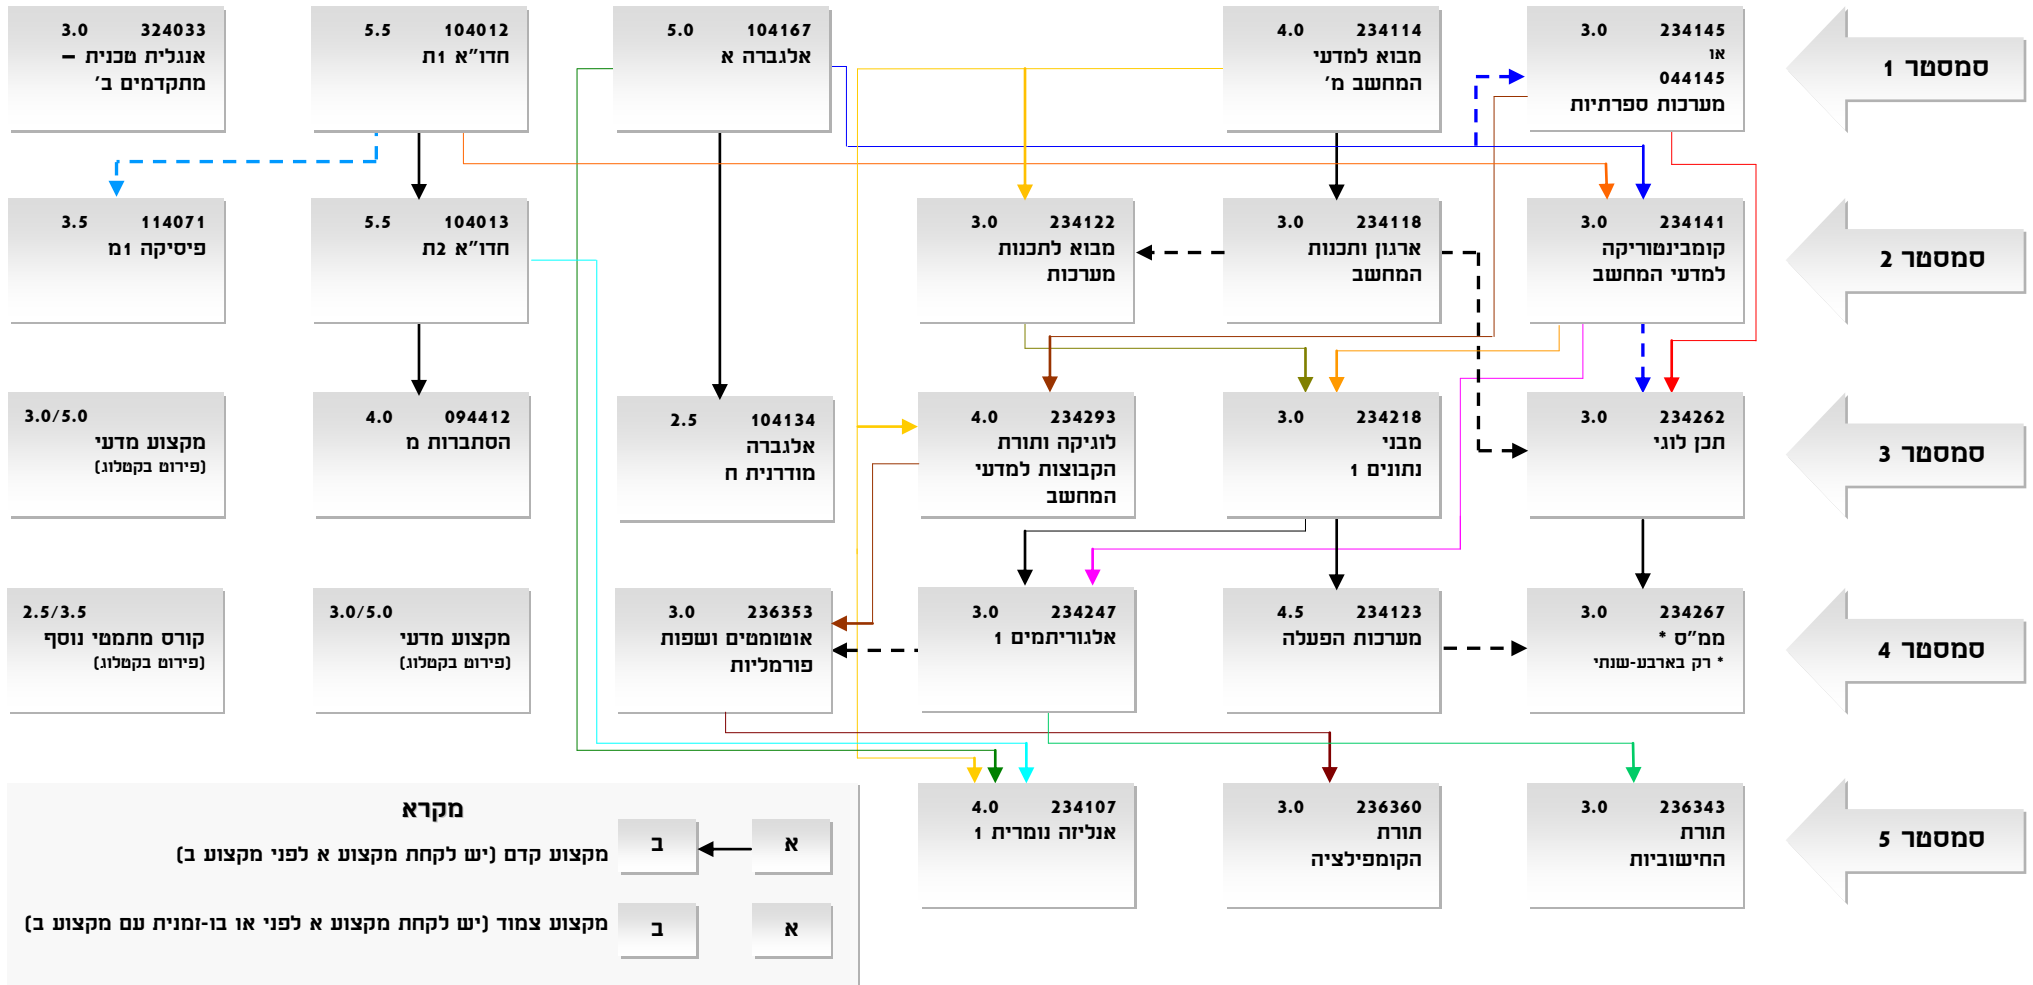 סמסטר 1
234145 3.0
או
044145
מערכות ספרתיות
234114 4.0
מבוא למדעי
המחשב מ'
104167 5.0
אלגברה א
104012 5.5
חדו"א 1ת
324033 3.0
אנגלית טכנית –
מתקדמים ב'
סמסטר 2
234141 3.0
קומבינטוריקה
למדעי המחשב
234118 3.0
ארגון ותכנות
המחשב
234122 3.0
מבוא לתכנות
מערכות
104013 5.5
חדו"א 2ת
114071 3.5
פיסיקה 1מ
סמסטר 3
234262 3.0
תכן לוגי
234218 3.0
מבני
נתונים 1
234293 4.0
לוגיקה ותורת
הקבוצות למדעי
המחשב
104134 2.5
אלגברה
מודרנית ח
094412 4.0
הסתברות מ
3.0/5.0
מקצוע מדעי
(פירוט בקטלוג)
סמסטר 4
234267 3.0
ממ"ס *
* רק בארבע-שנתי
234123 4.5
מערכות הפעלה
234247 3.0
אלגוריתמים 1
236353 3.0
אוטומטים ושפות
פורמליות
3.0/5.0
מקצוע מדעי
(פירוט בקטלוג)
2.5/3.5
קורס מתמטי נוסף
(פירוט בקטלוג)
סמסטר 5
236343 3.0
תורת
החישוביות
236360 3.0
תורת
הקומפילציה
234107 4.0
אנליזה נומרית 1
מקרא
א ב מקצוע קדם (יש לקחת מקצוע א לפני מקצוע ב)
א ב מקצוע צמוד (יש לקחת מקצוע א לפני או בו-זמנית עם מקצוע ב)